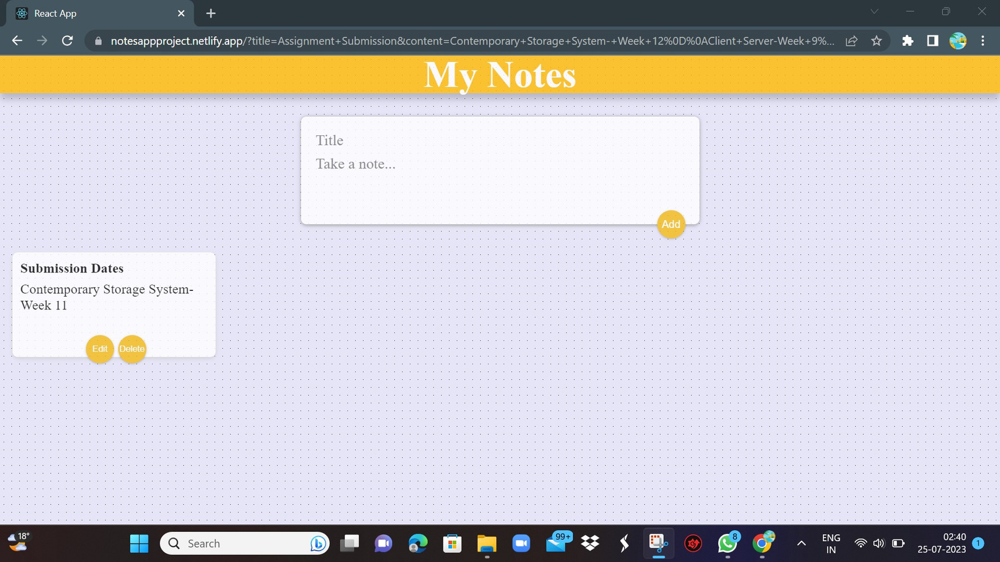 React App
notesappproject.netlify.app/?title=Assignment+Submission&content=Contemporary+Storage+System-+Week+12%0D%0AClient+Server-Week+9%...
My Notes
Title
Take a note...
Add
Submission Dates
Contemporary Storage System-
Week 11
Edit
Delete
18°
Search
99+
8
ENG
IN
02:40
25-07-2023
1